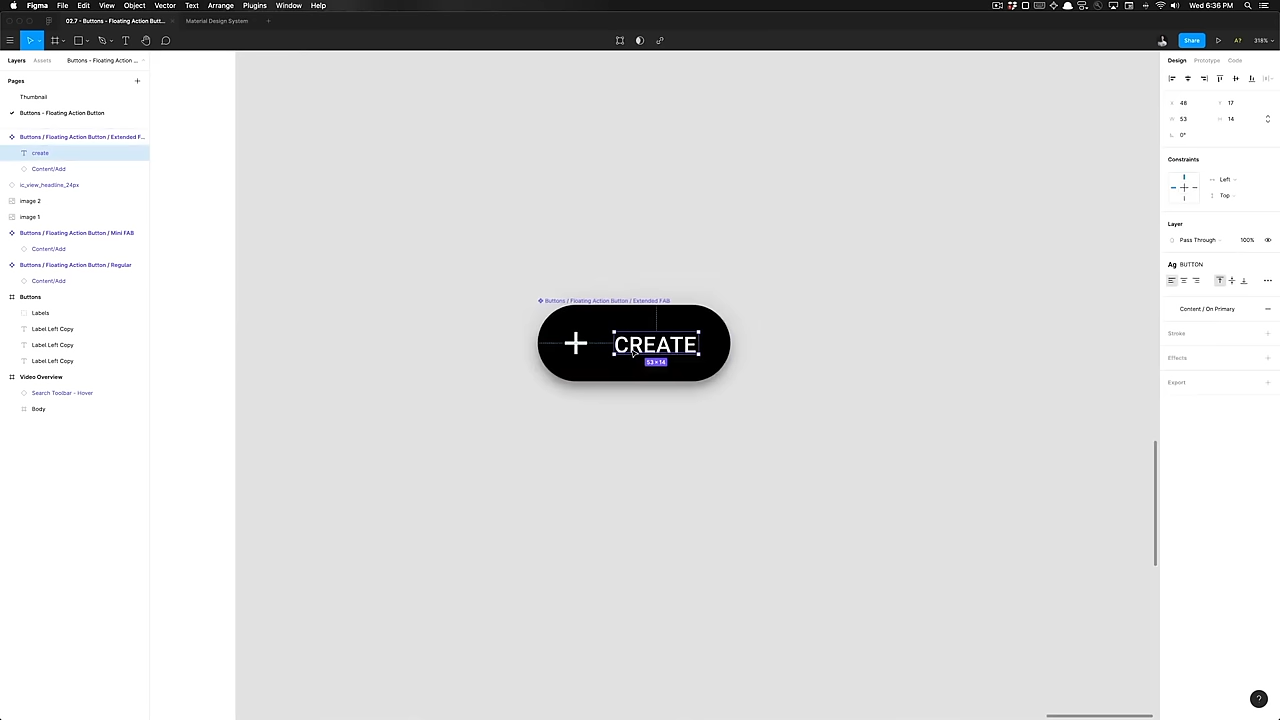 Figma File Edit View Object Vector Text Arrange Plugins Window Help
Wed 6:36 PM
02.7 - Buttons - Floating Action Butt...
Material Design System
Share
A?
318%
Layers Assets Buttons - Floating Action ...
Pages
Thumbnail
Buttons - Floating Action Button
Buttons / Floating Action Button / Extended F...
create
Content/Add
ic_view_headline_24px
image 2
image 1
Buttons / Floating Action Button / Mini FAB
Content/Add
Buttons / Floating Action Button / Regular
Content/Add
Buttons
Labels
Label Left Copy
Label Left Copy
Label Left Copy
Video Overview
Search Toolbar - Hover
Body
Buttons / Floating Action Button / Extended FAB
CREATE
53 × 14
Design Prototype Code
X 48 Y 17
W 53 H 14
0°
Constraints
Left
Top
Layer
Pass Through 100%
Ag BUTTON
Content / On Primary
Stroke
Effects
Export
?